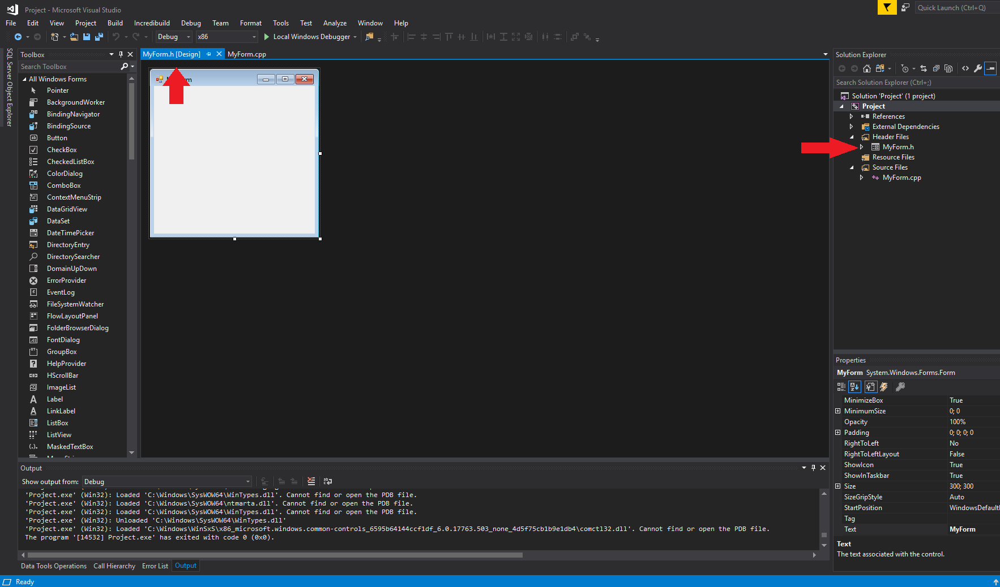 Project - Microsoft Visual Studio
Quick Launch (Ctrl+Q)
File Edit View Project Build Incredibuild Debug Team Format Tools Test Analyze Window Help
Debug x86 Local Windows Debugger
SQL Server Object Explorer
Toolbox
Search Toolbox
All Windows Forms
Pointer
BackgroundWorker
BindingNavigator
BindingSource
Button
CheckBox
CheckedListBox
ColorDialog
ComboBox
ContextMenuStrip
DataGridView
DataSet
DateTimePicker
DirectoryEntry
DirectorySearcher
DomainUpDown
ErrorProvider
EventLog
FileSystemWatcher
FlowLayoutPanel
FolderBrowserDialog
FontDialog
GroupBox
HelpProvider
HScrollBar
ImageList
Label
LinkLabel
ListBox
ListView
MaskedTextBox
MyForm.h [Design] MyForm.cpp
Solution Explorer
Search Solution Explorer (Ctrl+;)
Solution 'Project' (1 project)
Project
References
External Dependencies
Header Files
MyForm.h
Resource Files
Source Files
MyForm.cpp
Properties
MyForm System.Windows.Forms.Form
MinimizeBox True
MinimumSize 0; 0
Opacity 100%
Padding 0; 0; 0; 0
RightToLeft No
RightToLeftLayout False
ShowIcon True
ShowInTaskbar True
Size 300; 300
SizeGripStyle Auto
StartPosition WindowsDefaultl
Tag
Text MyForm
Text
The text associated with the control.
Output
Show output from: Debug
'Project.exe' (Win32): Loaded 'C:\Windows\SysWOW64\WinTypes.dll'. Cannot find or open the PDB file.
'Project.exe' (Win32): Loaded 'C:\Windows\SysWOW64\ntmarta.dll'. Cannot find or open the PDB file.
'Project.exe' (Win32): Loaded 'C:\Windows\SysWOW64\WinTypes.dll'. Cannot find or open the PDB file.
'Project.exe' (Win32): Unloaded 'C:\Windows\SysWOW64\WinTypes.dll'
'Project.exe' (Win32): Loaded 'C:\Windows\WinSxS\x86_microsoft.windows.common-controls_6595b64144ccf1df_6.0.17763.503_none_4d5f75cb1b9e1db4\comctl32.dll'. Cannot find or open the PDB file.
The program '[14532] Project.exe' has exited with code 0 (0x0).
Data Tools Operations Call Hierarchy Error List Output
Ready